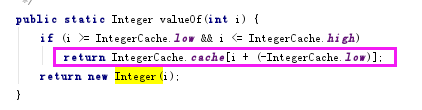 */
public static Integer valueOf(int i) {
if (i >= IntegerCache.low && i <= IntegerCache.high)
return IntegerCache.cache[i + (-IntegerCache.low)];
return new Integer(i);
}